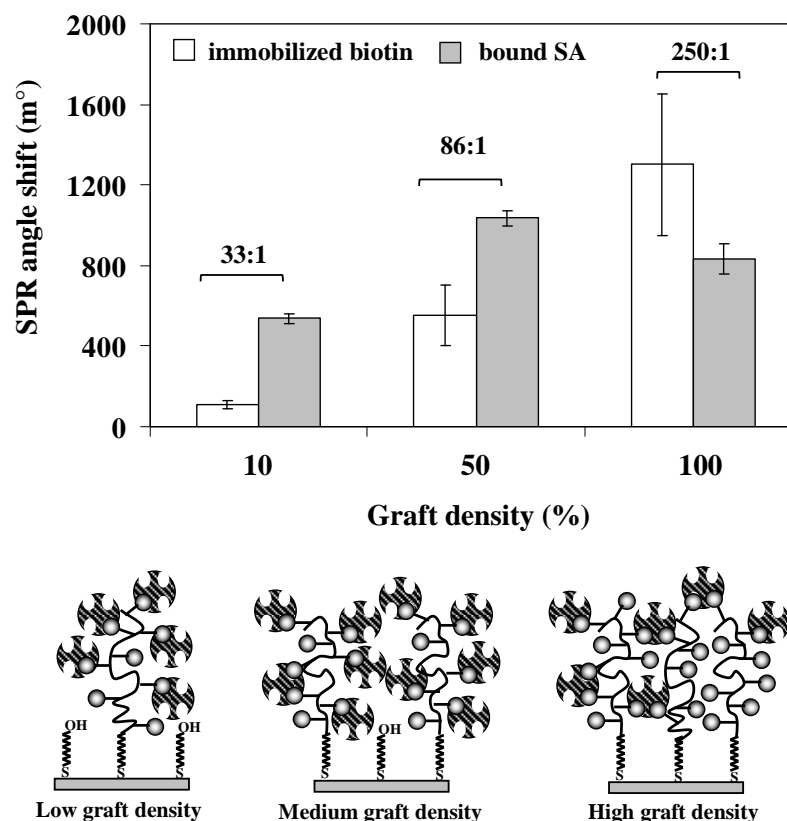 2000
immobilized biotin bound SA
250:1
1600
86:1
1200
33:1
800
400
0
SPR angle shift (m°)
10 50 100
Graft density (%)
OH OH OH
S S S S S S S S S
Low graft density Medium graft density High graft density